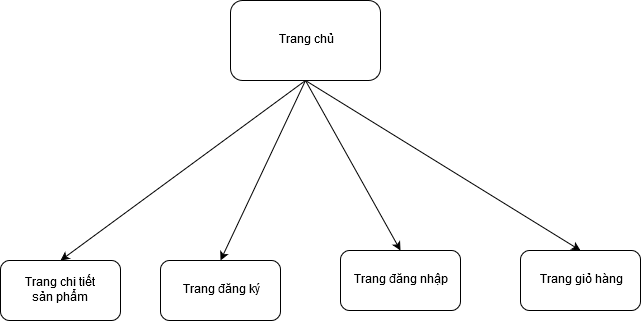 Trang chủ
Trang chi tiết
sản phẩm
Trang đăng ký
Trang đăng nhập
Trang giỏ hàng